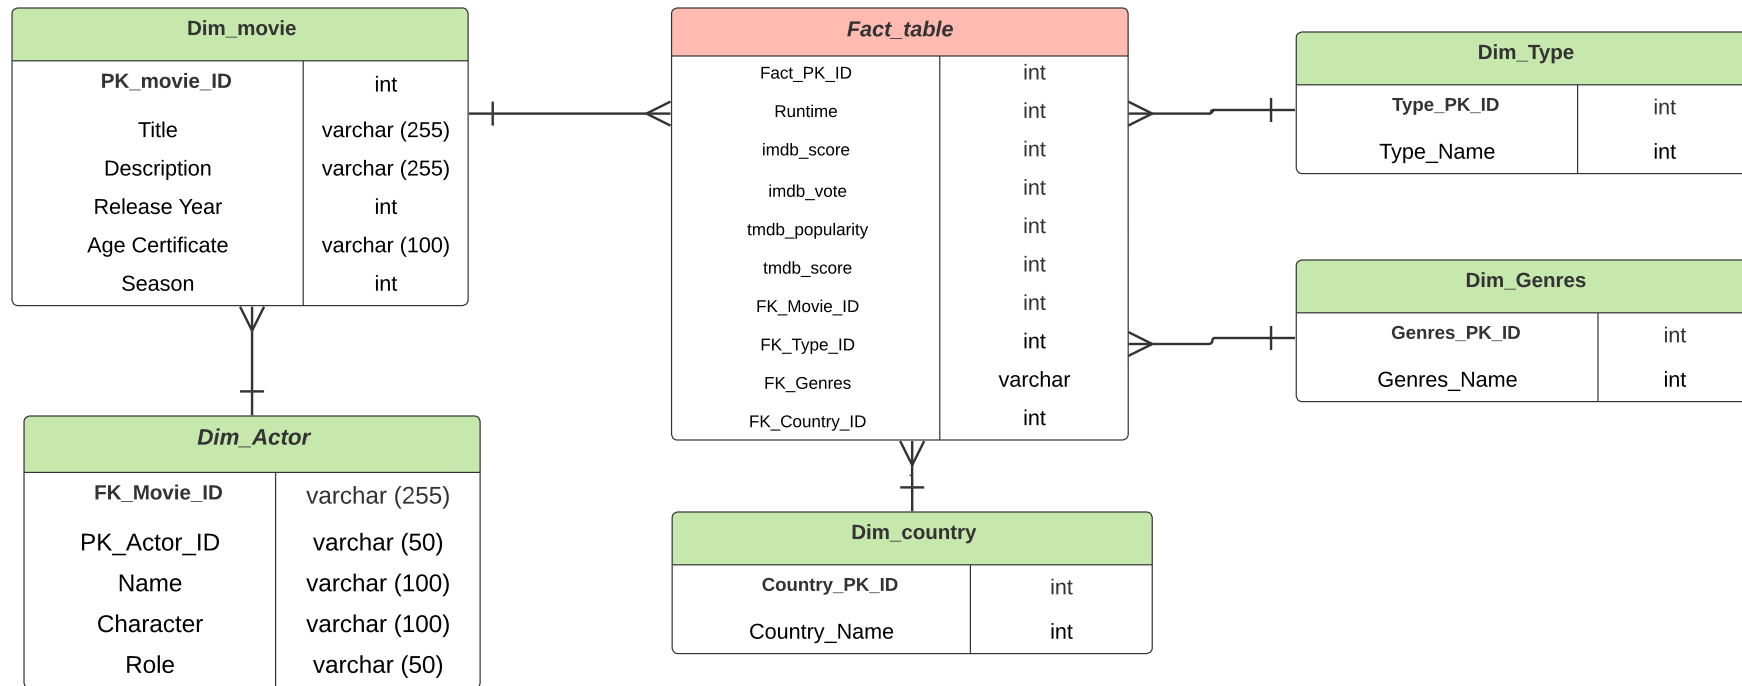 Dim_movie
PK_movie_ID int
Title varchar (255)
Description varchar (255)
Release Year int
Age Certificate varchar (100)
Season int
Fact_table
Fact_PK_ID int
Runtime int
imdb_score int
imdb_vote int
tmdb_popularity int
tmdb_score int
FK_Movie_ID int
FK_Type_ID int
FK_Genres varchar
FK_Country_ID int
Dim_Type
Type_PK_ID int
Type_Name int
Dim_Genres
Genres_PK_ID int
Genres_Name int
Dim_Actor
FK_Movie_ID varchar (255)
PK_Actor_ID varchar (50)
Name varchar (100)
Character varchar (100)
Role varchar (50)
Dim_country
Country_PK_ID int
Country_Name int